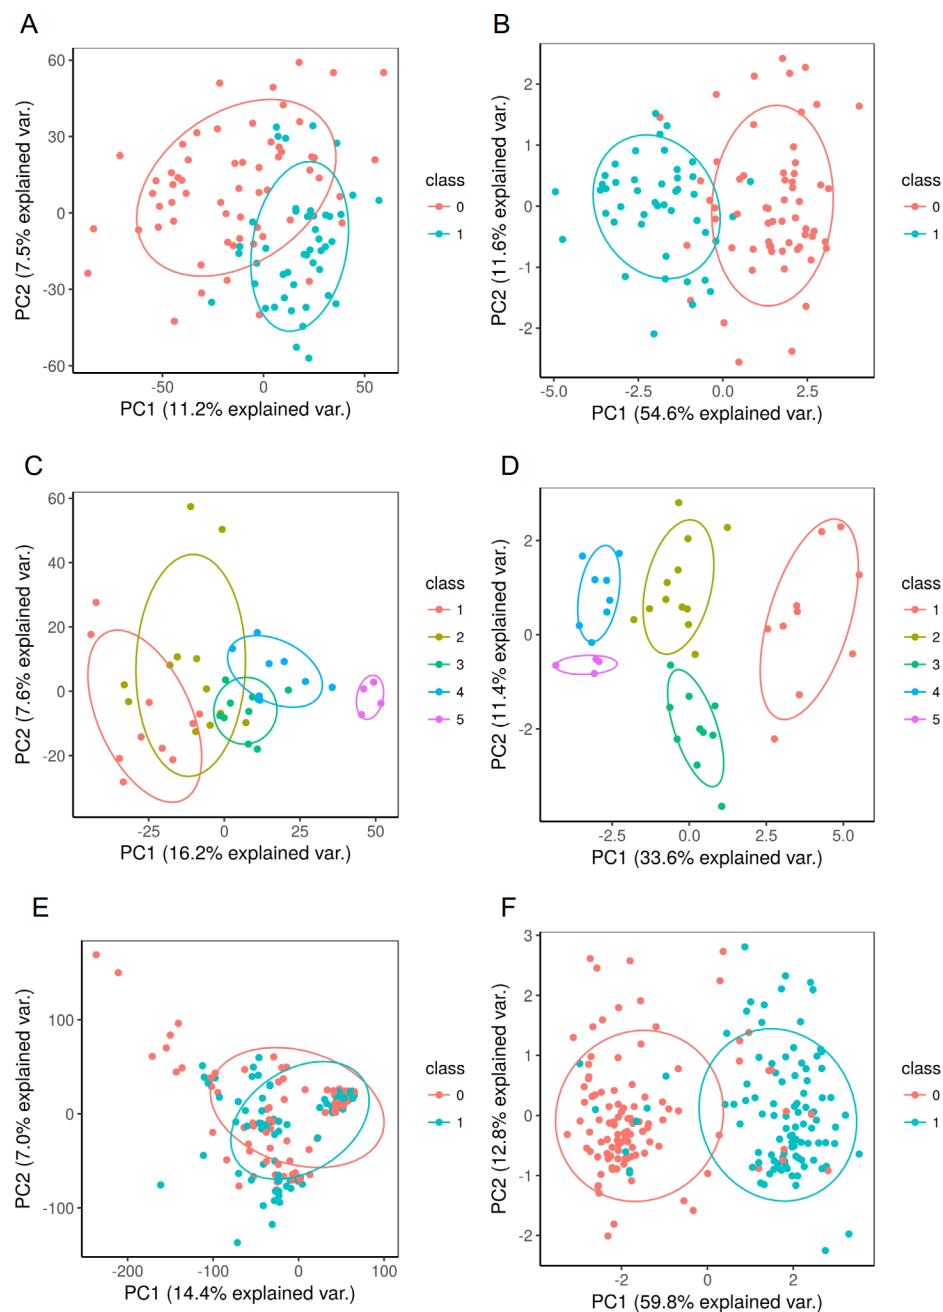 A
60
30
0
-30
-60
-50
0
50
PC1 (11.2% explained var.)
PC2 (7.5% explained var.)
class
0
1
B
2
1
0
-1
-2
-5.0
-2.5
0.0
2.5
PC1 (54.6% explained var.)
PC2 (11.6% explained var.)
class
0
1
C
60
40
20
0
-20
-25
0
25
50
PC1 (16.2% explained var.)
PC2 (7.6% explained var.)
class
1
2
3
4
5
D
2
0
-2
-2.5
0.0
2.5
5.0
PC1 (33.6% explained var.)
PC2 (11.4% explained var.)
class
1
2
3
4
5
E
100
0
-100
-200
-100
0
100
PC1 (14.4% explained var.)
PC2 (7.0% explained var.)
class
0
1
F
3
2
1
0
-1
-2
-2
0
2
PC1 (59.8% explained var.)
PC2 (12.8% explained var.)
class
0
1